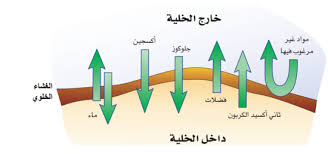 خارج الخلية
أكسجين
جلوكوز
مواد غير
مرغوب فيها
الغشاء
الخلوي
ماء
فضلات
ثاني أكسيد الكربون
داخل الخلية